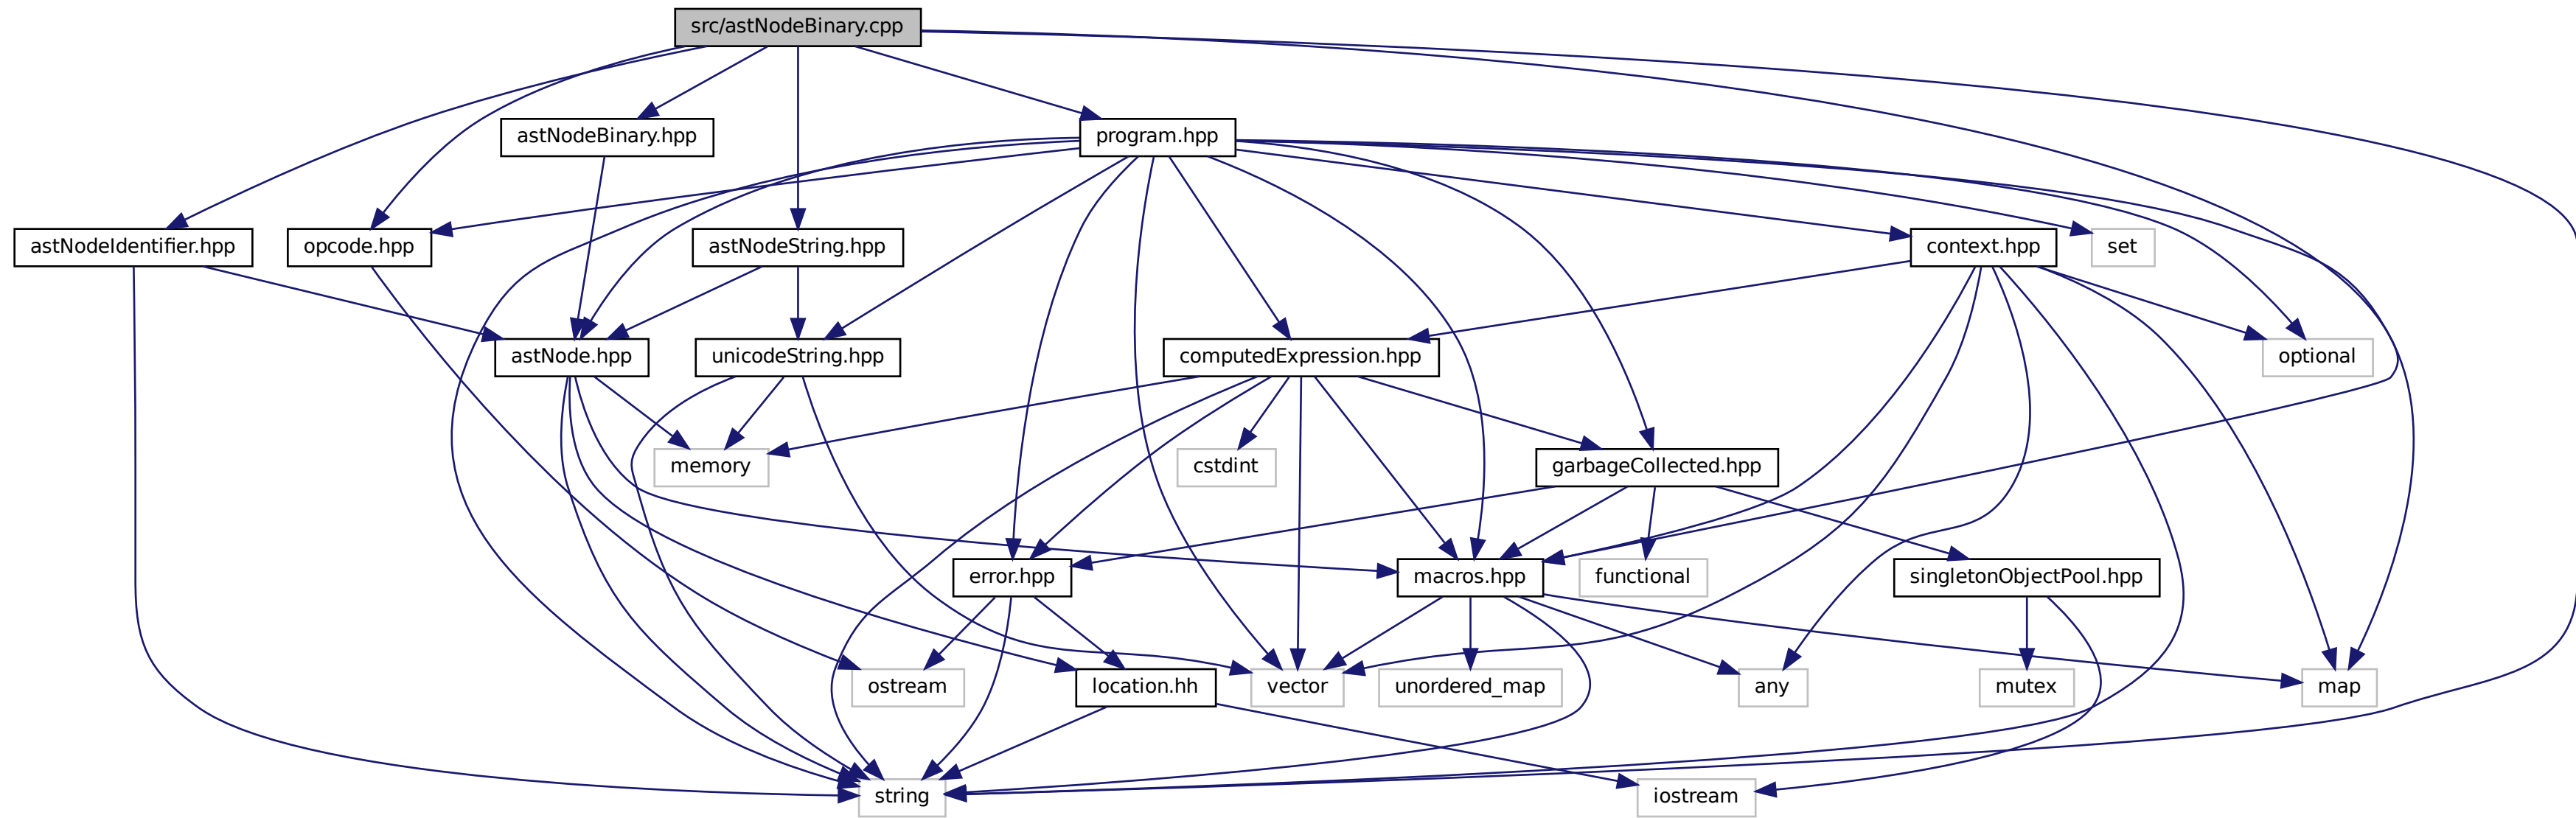 src/astNodeBinary.cpp
astNodeBinary.hpp
program.hpp
astNodeIdentifier.hpp
opcode.hpp
astNodeString.hpp
context.hpp
set
astNode.hpp
unicodeString.hpp
computedExpression.hpp
optional
memory
cstdint
garbageCollected.hpp
error.hpp
macros.hpp
functional
singletonObjectPool.hpp
ostream
location.hh
vector
unordered_map
any
mutex
map
string
iostream